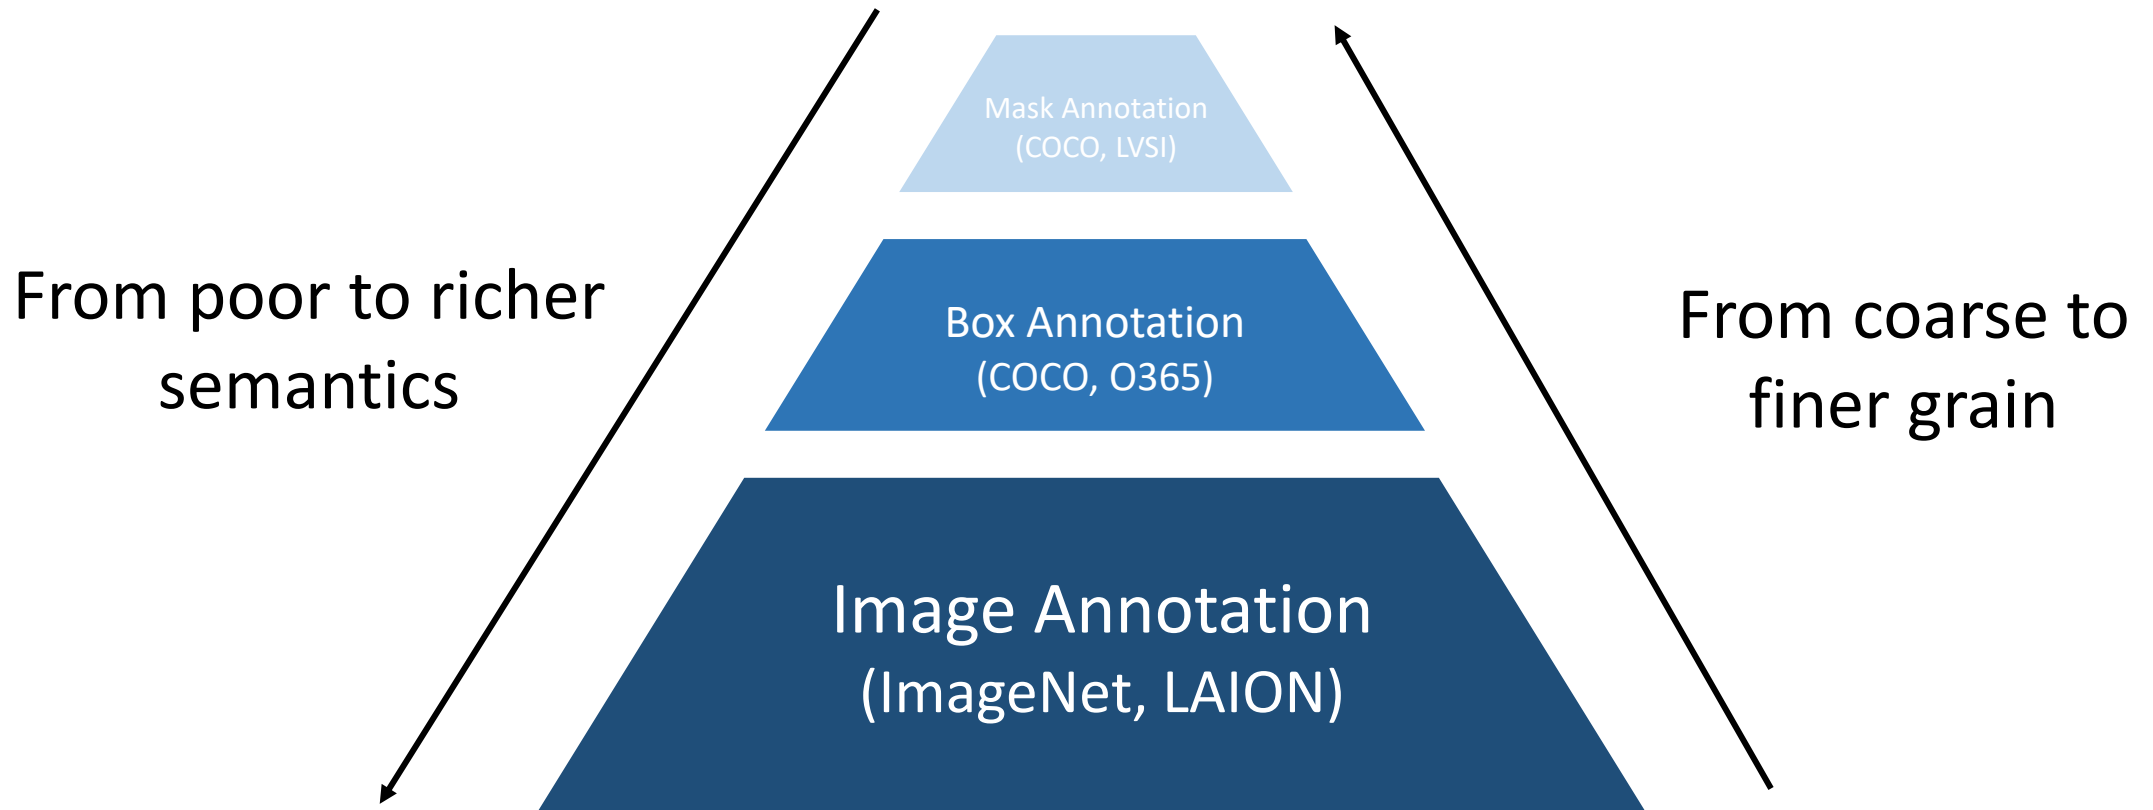 Mask Annotation
(COCO, LVSI)
From poor to richer
semantics
Box Annotation
(COCO, O365)
From coarse to
finer grain
Image Annotation
(ImageNet, LAION)